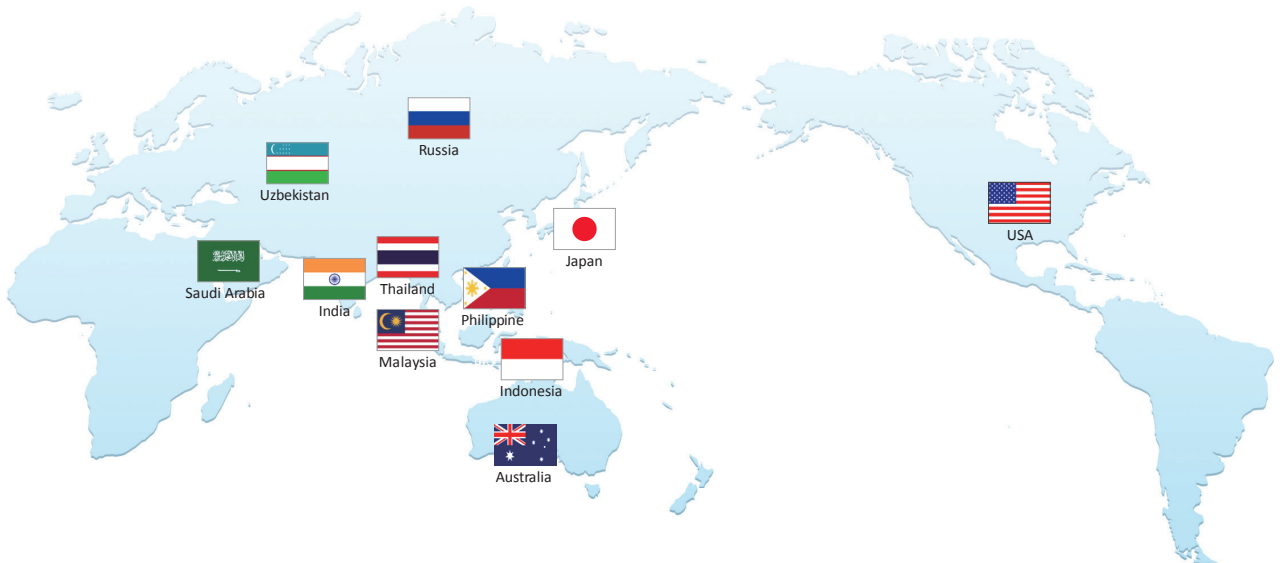 Russia
Uzbekistan
USA
Japan
Saudi Arabia
Thailand
India
Philippine
Malaysia
Indonesia
Australia